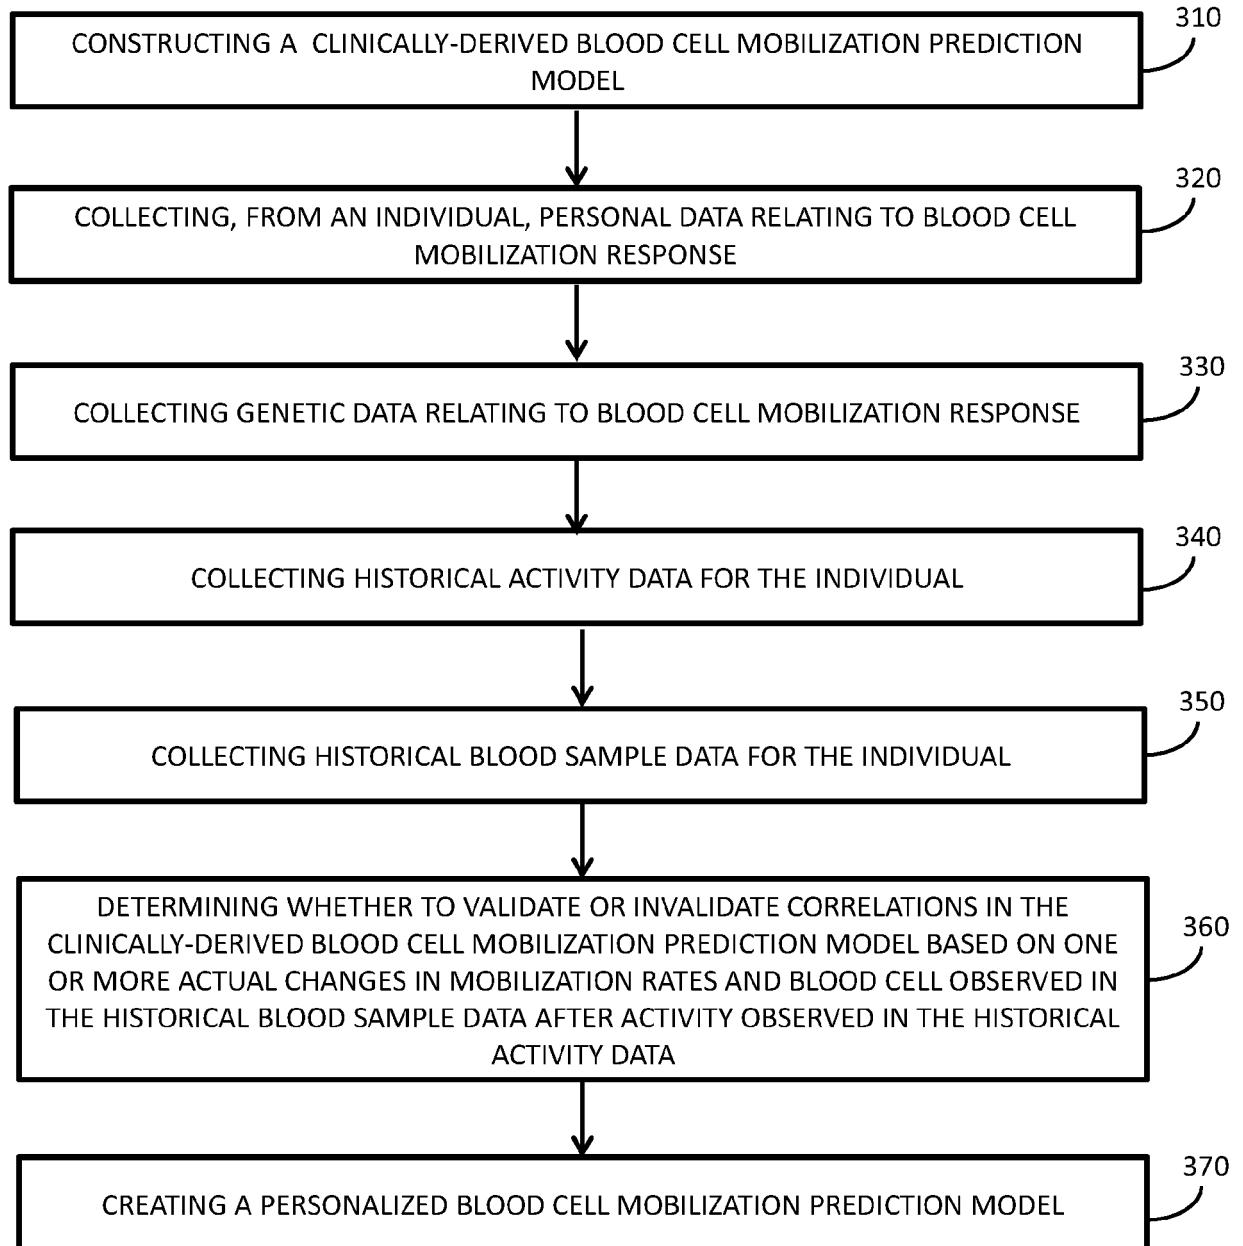 310
CONSTRUCTING A CLINICALLY-DERIVED BLOOD CELL MOBILIZATION PREDICTION
MODEL
320
COLLECTING, FROM AN INDIVIDUAL, PERSONAL DATA RELATING TO BLOOD CELL
MOBILIZATION RESPONSE
330
COLLECTING GENETIC DATA RELATING TO BLOOD CELL MOBILIZATION RESPONSE
340
COLLECTING HISTORICAL ACTIVITY DATA FOR THE INDIVIDUAL
350
COLLECTING HISTORICAL BLOOD SAMPLE DATA FOR THE INDIVIDUAL
360
DETERMINING WHETHER TO VALIDATE OR INVALIDATE CORRELATIONS IN THE
CLINICALLY-DERIVED BLOOD CELL MOBILIZATION PREDICTION MODEL BASED ON ONE
OR MORE ACTUAL CHANGES IN MOBILIZATION RATES AND BLOOD CELL OBSERVED IN
THE HISTORICAL BLOOD SAMPLE DATA AFTER ACTIVITY OBSERVED IN THE HISTORICAL
ACTIVITY DATA
370
CREATING A PERSONALIZED BLOOD CELL MOBILIZATION PREDICTION MODEL